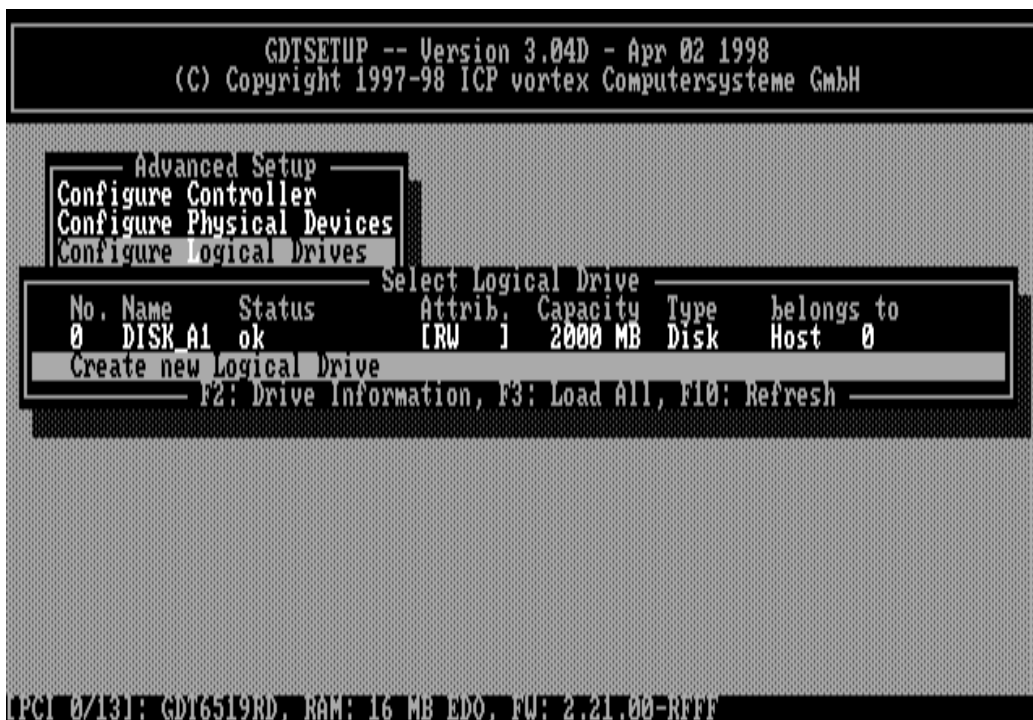 GDTSETUP -- Version 3.04D - Apr 02 1998
(C) Copyright 1997-98 ICP vortex Computersysteme GmbH
Advanced Setup
Configure Controller
Configure Physical Devices
Configure Logical Drives
Select Logical Drive
No. Name Status Attrib. Capacity Type belongs to
0 DISK_A1 ok [RW ] 2000 MB Disk Host 0
Create new Logical Drive
F2: Drive Information, F3: Load All, F10: Refresh
[PCI 0/13]: GDT6519RD, RAM: 16 MB EDO, FW: 2.21.00-RFFF